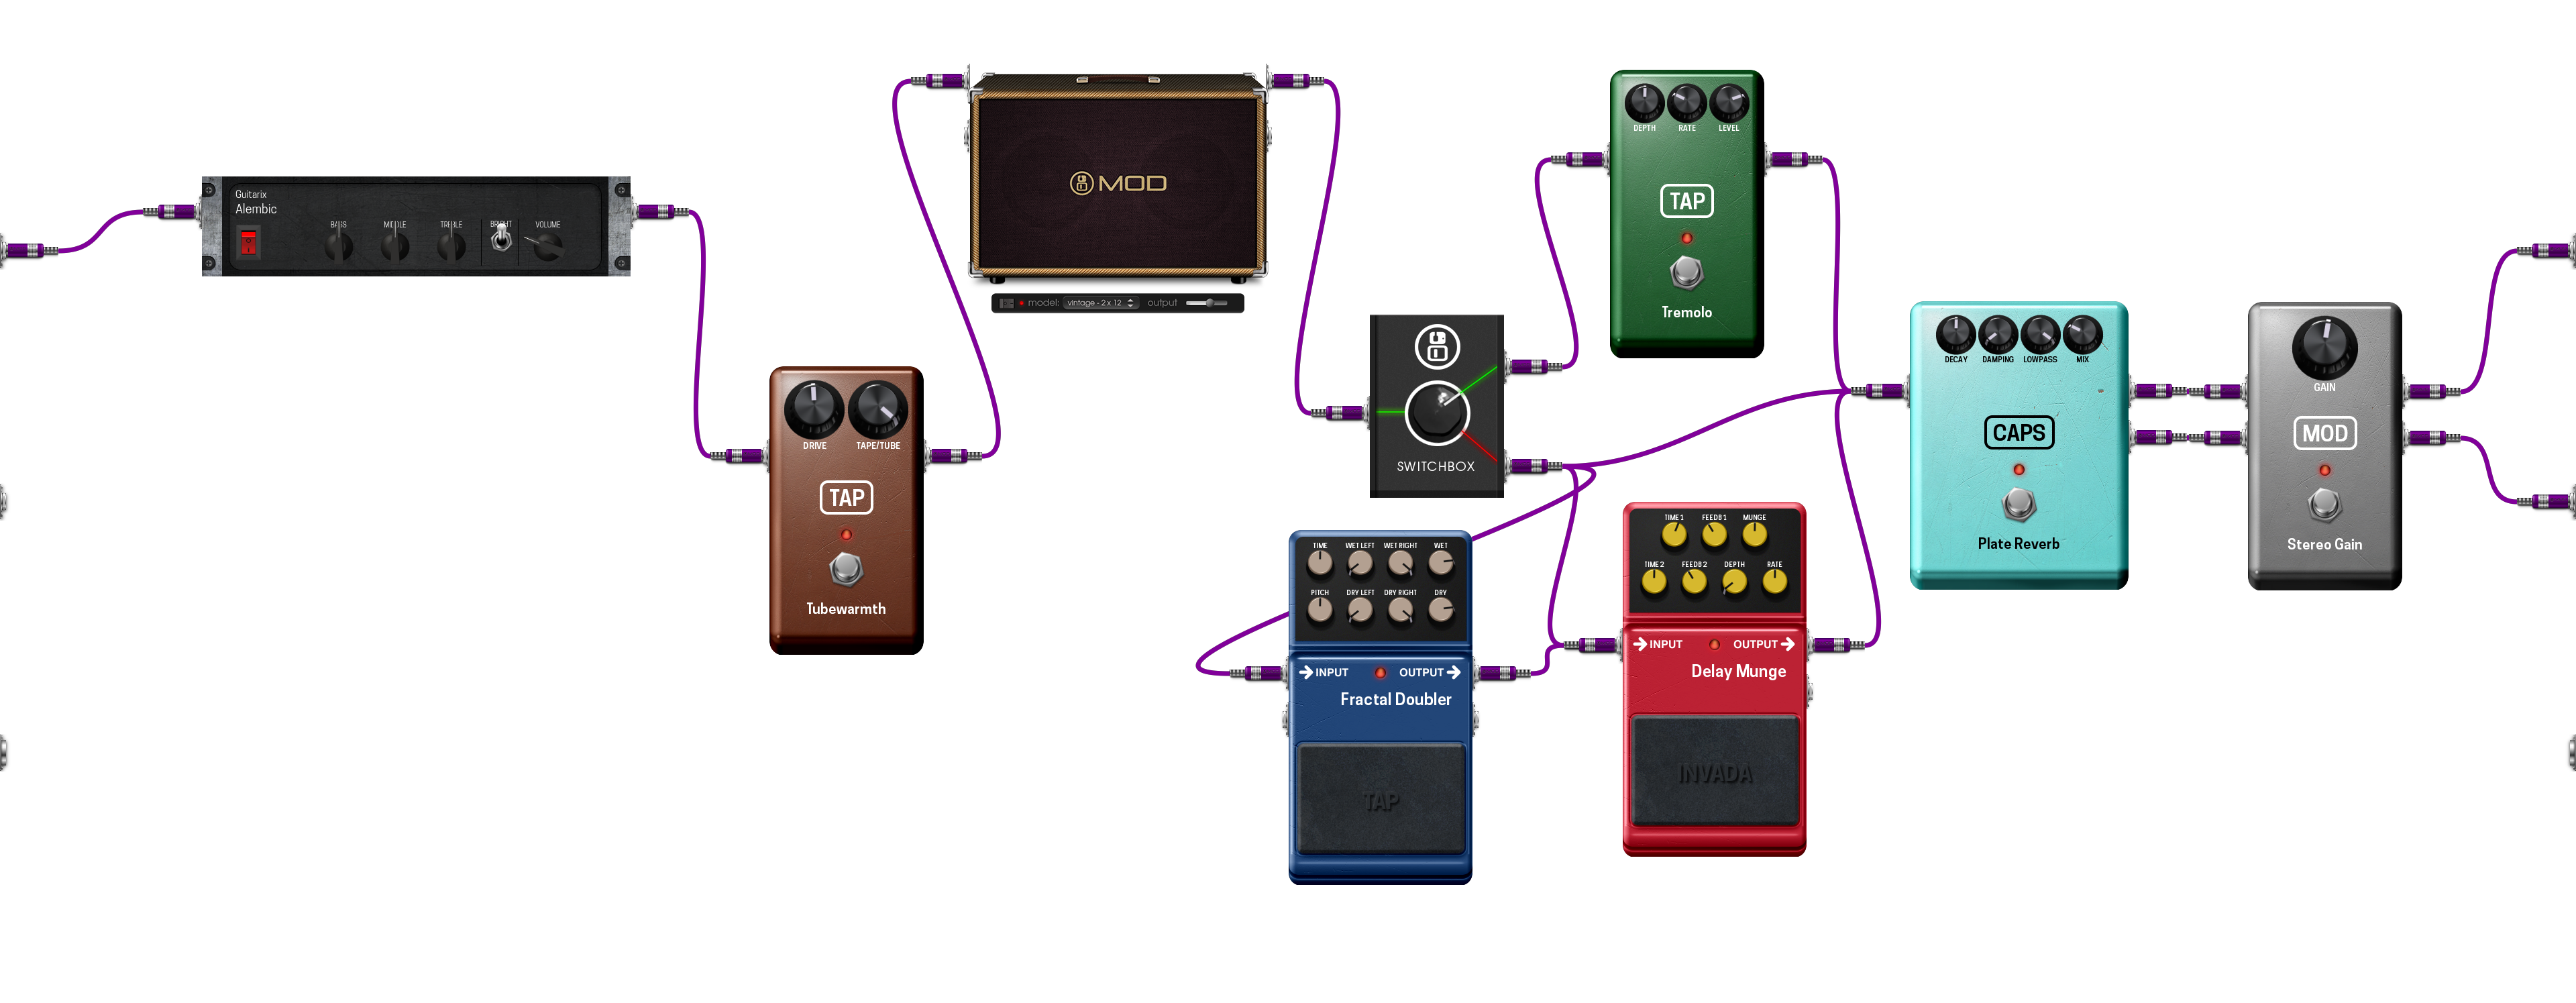 Guitarix
Alembic
BASS
MIDDLE
TREBLE
BRIGHT
VOLUME
DRIVE
TAPE/TUBE
TAP
Tubewarmth
MOD
model:
vintage - 2 x 12
output
SWITCHBOX
DEPTH
RATE
LEVEL
TAP
Tremolo
TIME
WET LEFT
WET RIGHT
WET
PITCH
DRY LEFT
DRY RIGHT
DRY
INPUT
OUTPUT
Fractal Doubler
TAP
TIME 1
FEEDB 1
MUNGE
TIME 2
FEEDB 2
DEPTH
RATE
INPUT
OUTPUT
Delay Munge
INVADA
DECAY
DAMPING
LOWPASS
MIX
CAPS
Plate Reverb
GAIN
MOD
Stereo Gain